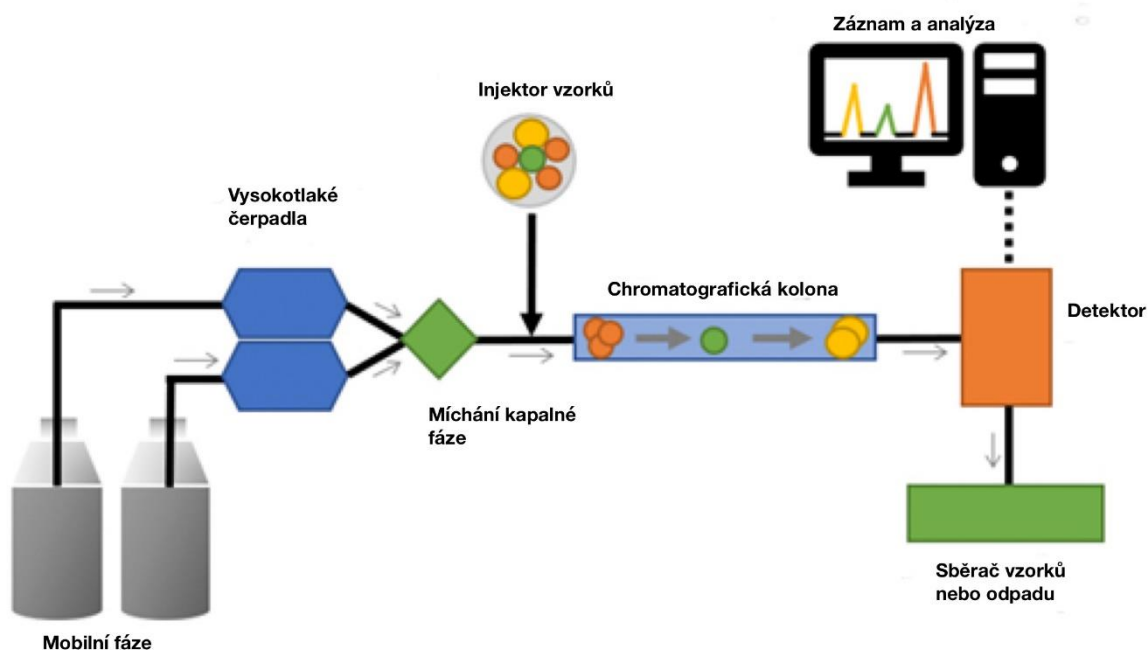 Záznam a analýza
Injektor vzorků
Vysokotlaké
čerpadla
Chromatografická kolona
Detektor
Míchání kapalné
fáze
Sběrač vzorků
nebo odpadu
Mobilní fáze